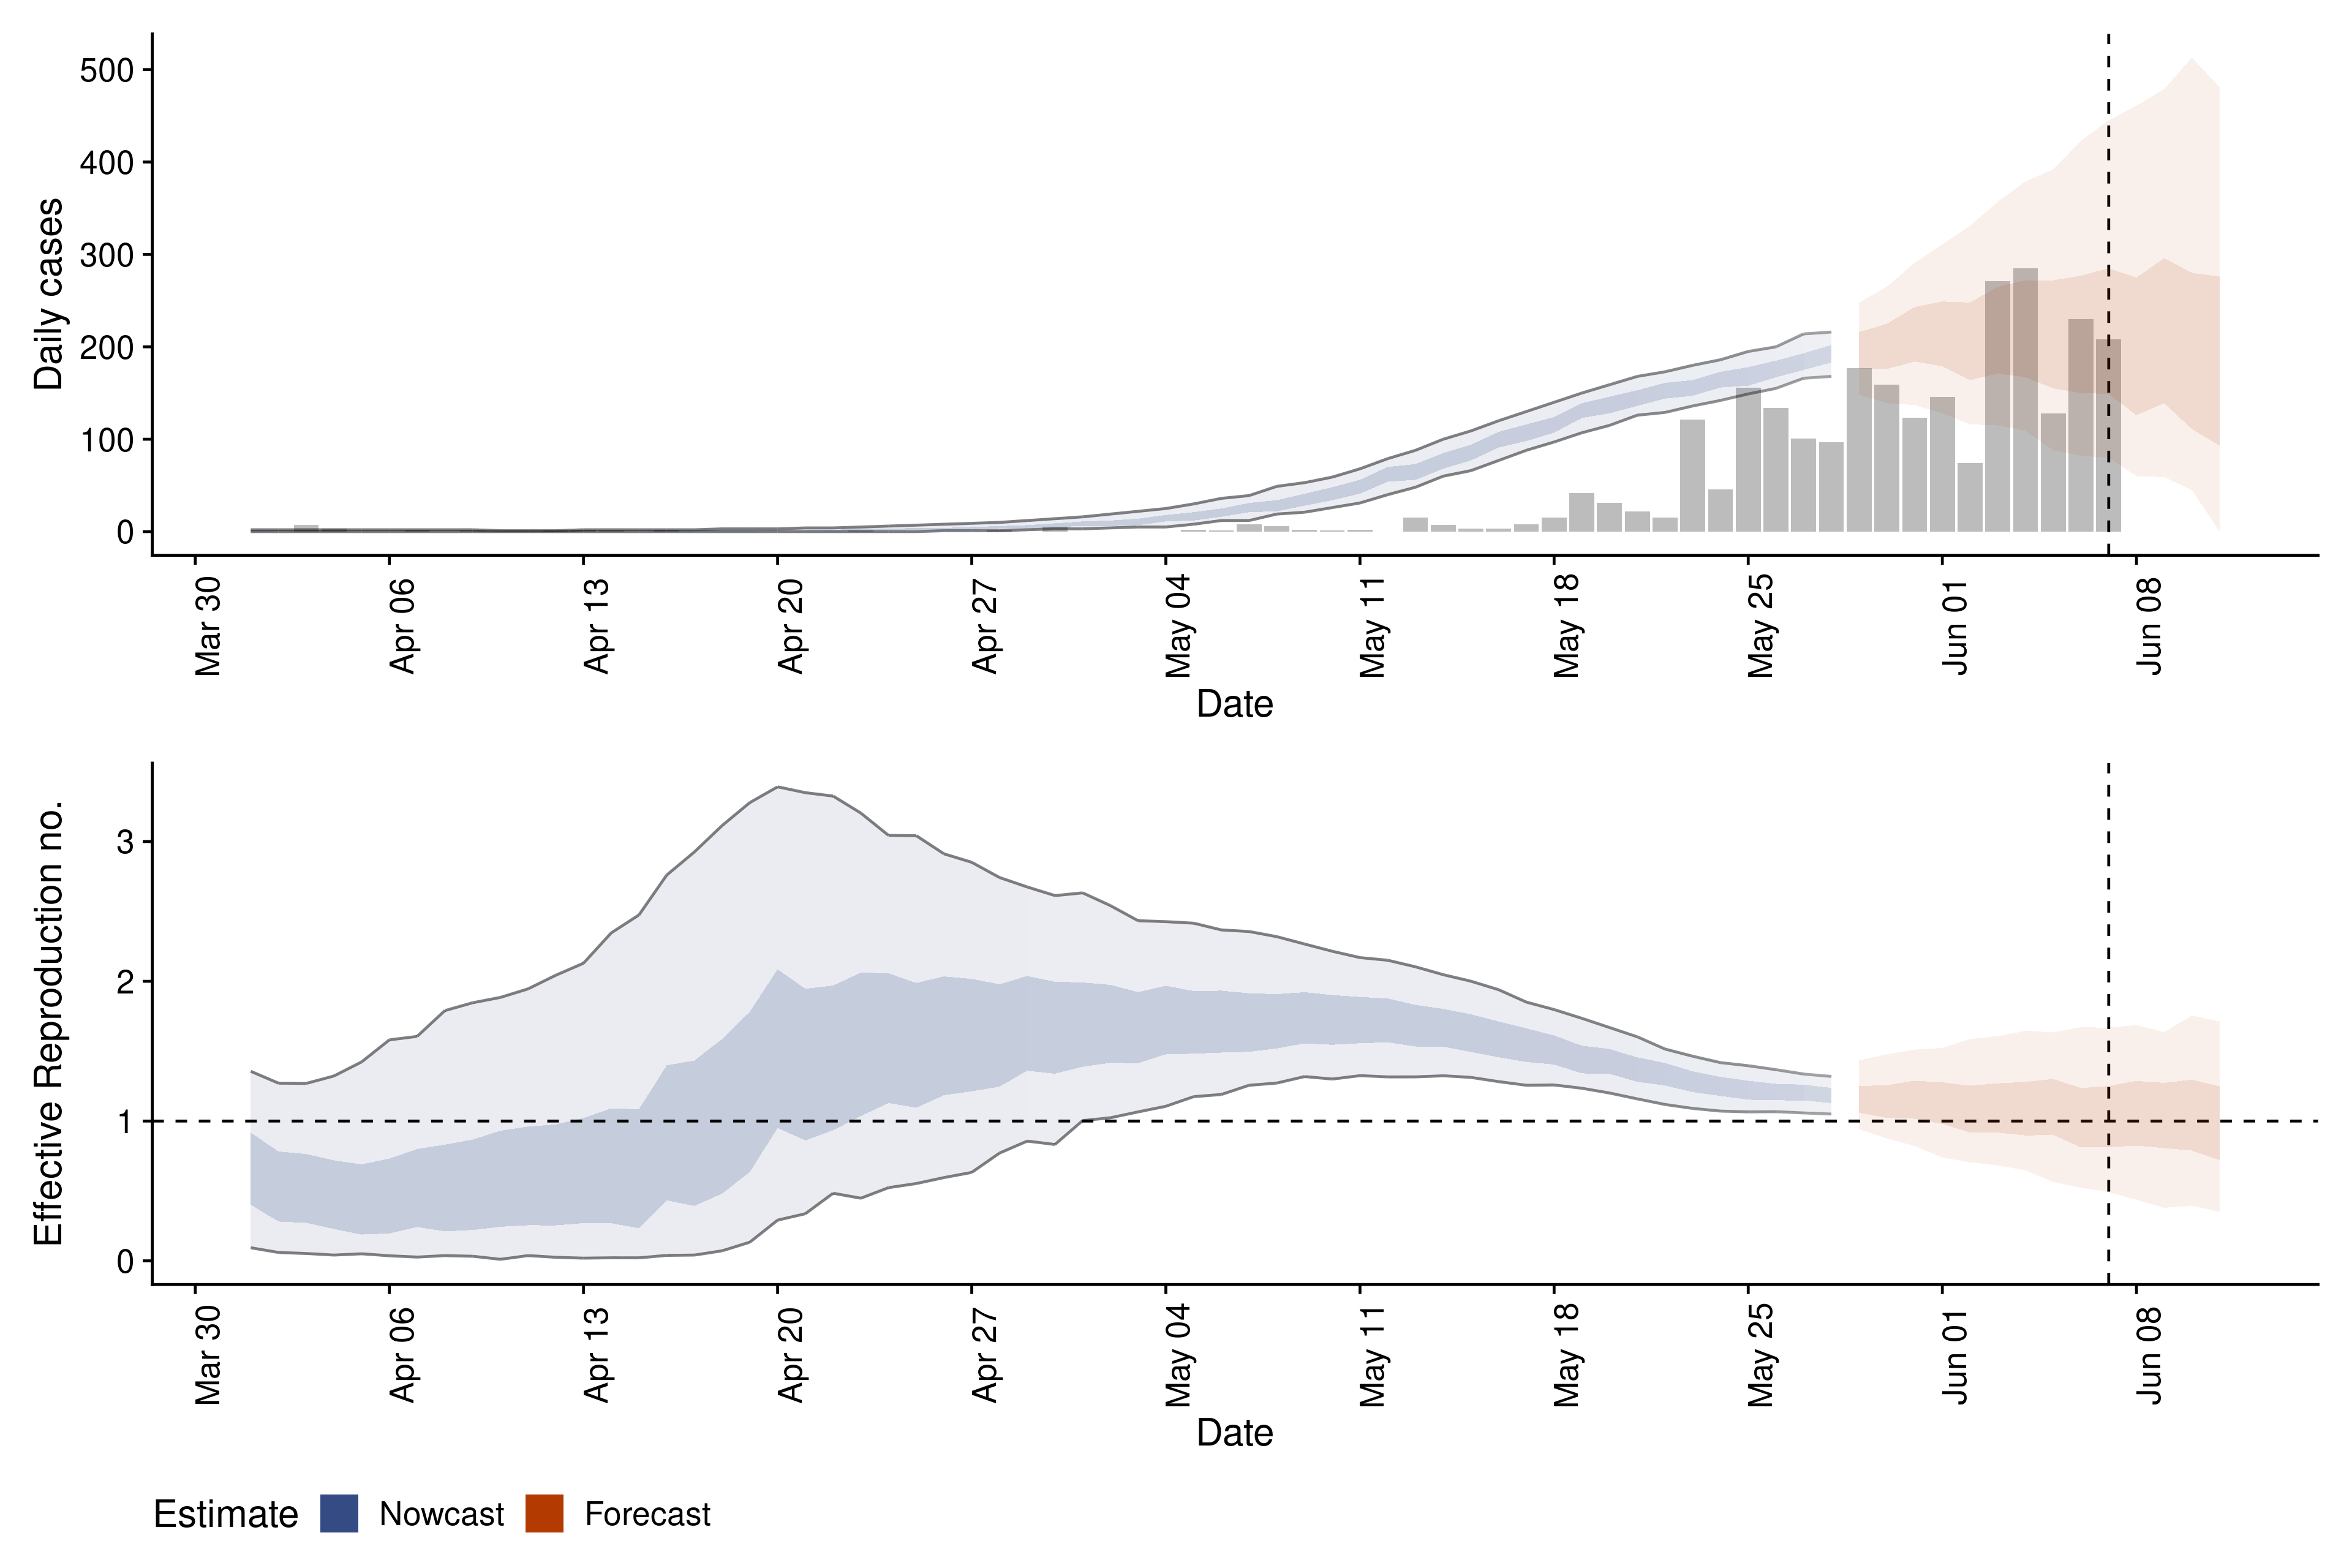 Daily cases
500
400
300
200
100
0
Mar 30 Apr 06 Apr 13 Apr 20 Apr 27 May 04 May 11 May 18 May 25 Jun 01 Jun 08
Date
Effective Reproduction no.
3
2
1
0
Mar 30 Apr 06 Apr 13 Apr 20 Apr 27 May 04 May 11 May 18 May 25 Jun 01 Jun 08
Date
Estimate Nowcast Forecast